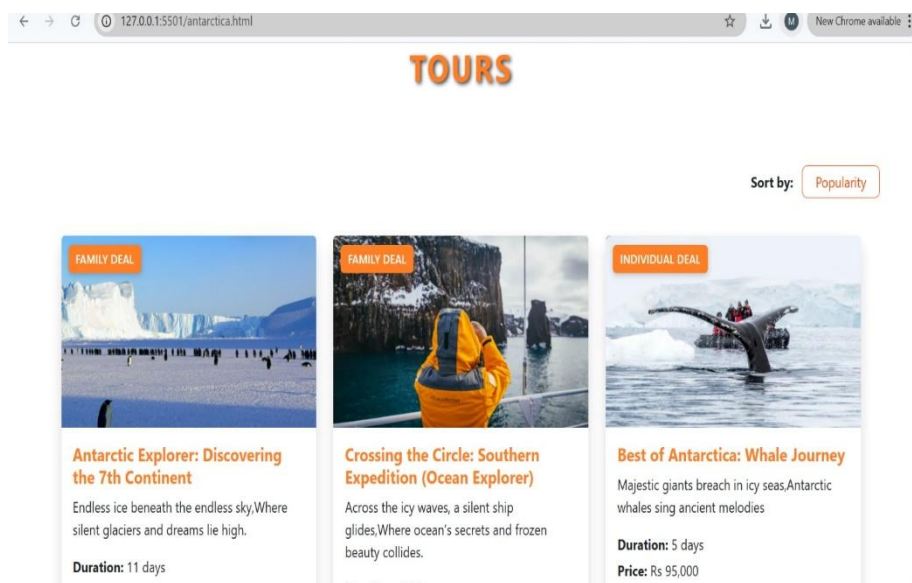 127.0.0.1:5501/antarctica.html
M
New Chrome available
TOURS
Sort by: Popularity
FAMILY DEAL
Antarctic Explorer: Discovering
the 7th Continent
Endless ice beneath the endless sky,Where
silent glaciers and dreams lie high.
Duration: 11 days
FAMILY DEAL
Crossing the Circle: Southern
Expedition (Ocean Explorer)
Across the icy waves, a silent ship
glides,Where ocean's secrets and frozen
beauty collides.
INDIVIDUAL DEAL
Best of Antarctica: Whale Journey
Majestic giants breach in icy seas,Antarctic
whales sing ancient melodies
Duration: 5 days
Price: Rs 95,000